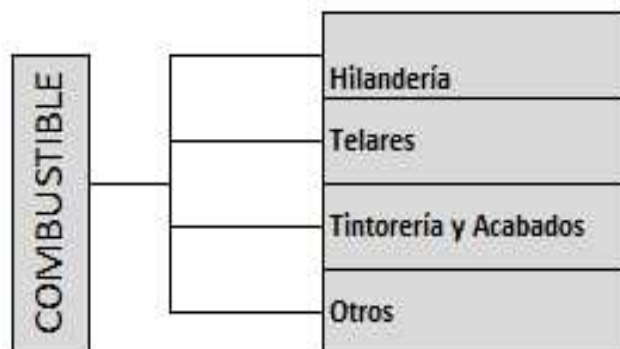 COMBUSTIBLE
Hilandería
Telares
Tintorería y Acabados
Otros